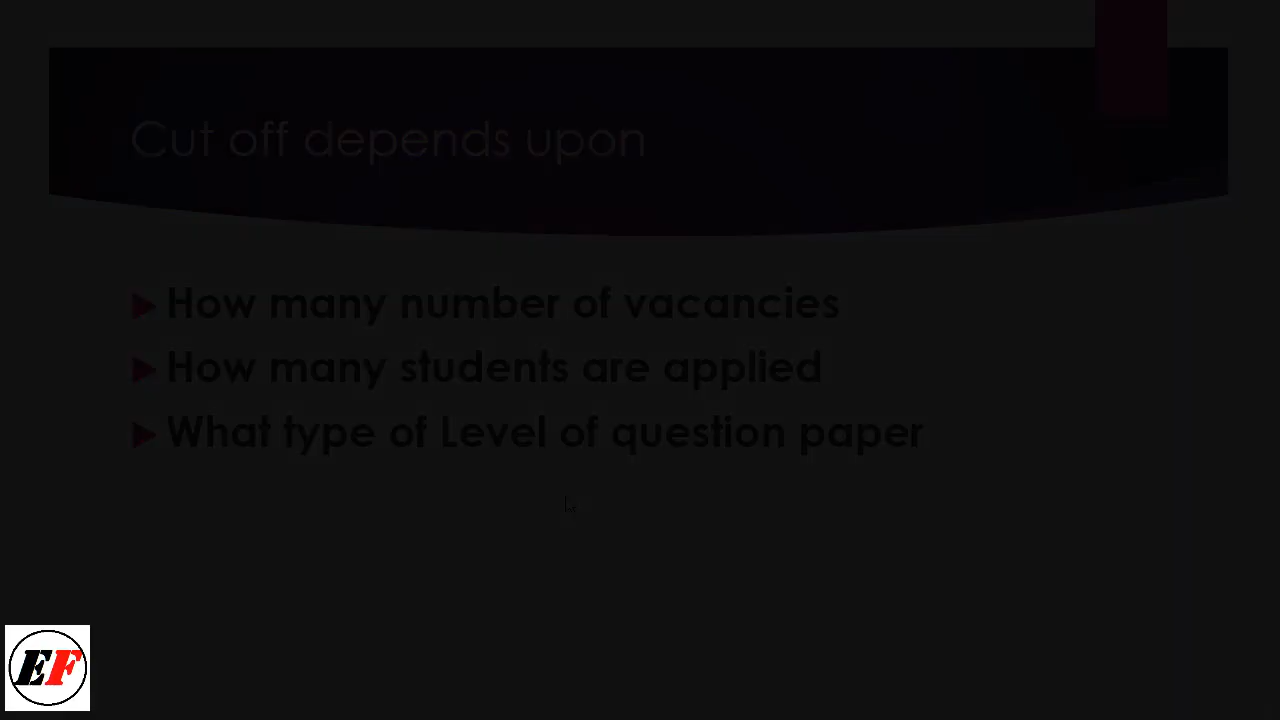 Cut off depends upon
How many number of vacancies
How many students are applied
What type of Level of question paper
EF